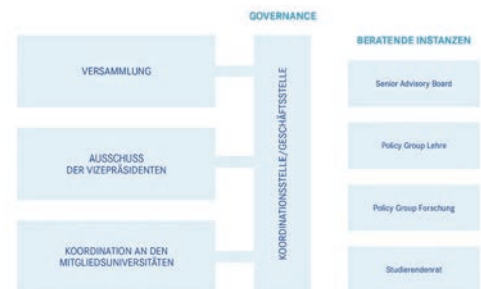 GOVERNANCE
VERSAMMLUNG
AUSSCHUSS
DER VIZEPRÄSIDENTEN
KOORDINATION AN DEN
MITGLIEDSUNIVERSITÄTEN
KOORDINATIONSSTELLE/GESCHÄFTSSTELLE
BERATENDE INSTANZEN
Senior Advisory Board
Policy Group Lehre
Policy Group Forschung
Studierendenrat